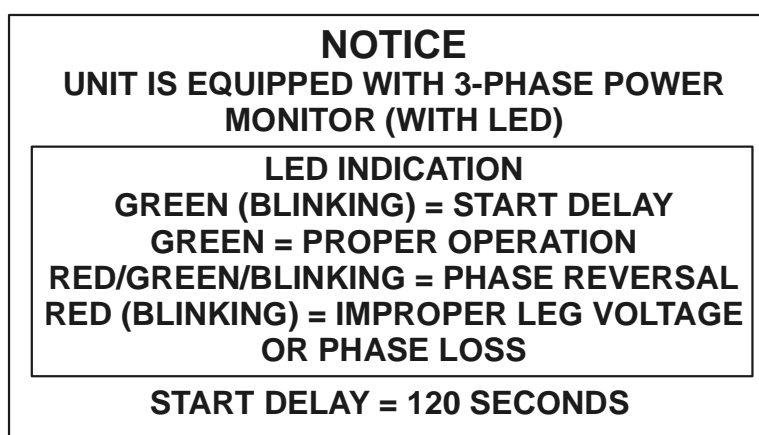 NOTICE
UNIT IS EQUIPPED WITH 3-PHASE POWER
MONITOR (WITH LED)
LED INDICATION
GREEN (BLINKING) = START DELAY
GREEN = PROPER OPERATION
RED/GREEN/BLINKING = PHASE REVERSAL
RED (BLINKING) = IMPROPER LEG VOLTAGE
OR PHASE LOSS
START DELAY = 120 SECONDS